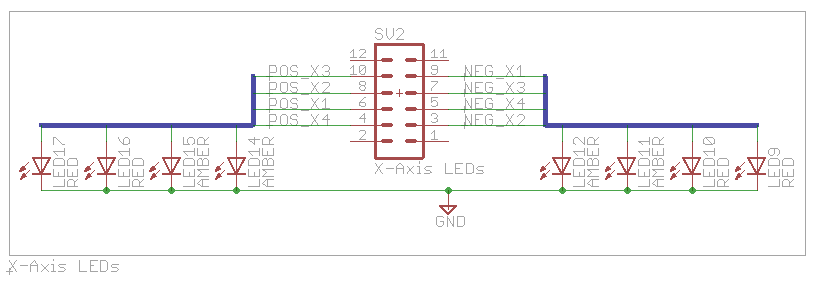 SV2
12 11
POS_X3 10 9 NEG_X1
POS_X2 8 7 NEG_X3
POS_X1 6 5 NEG_X4
POS_X4 4 3 NEG_X2
2 1
X-Axis LEDs
LED17
RED
LED16
RED
LED15
AMBER
LED14
AMBER
LED12
AMBER
LED11
AMBER
LED10
RED
LED9
RED
GND
X-Axis LEDs